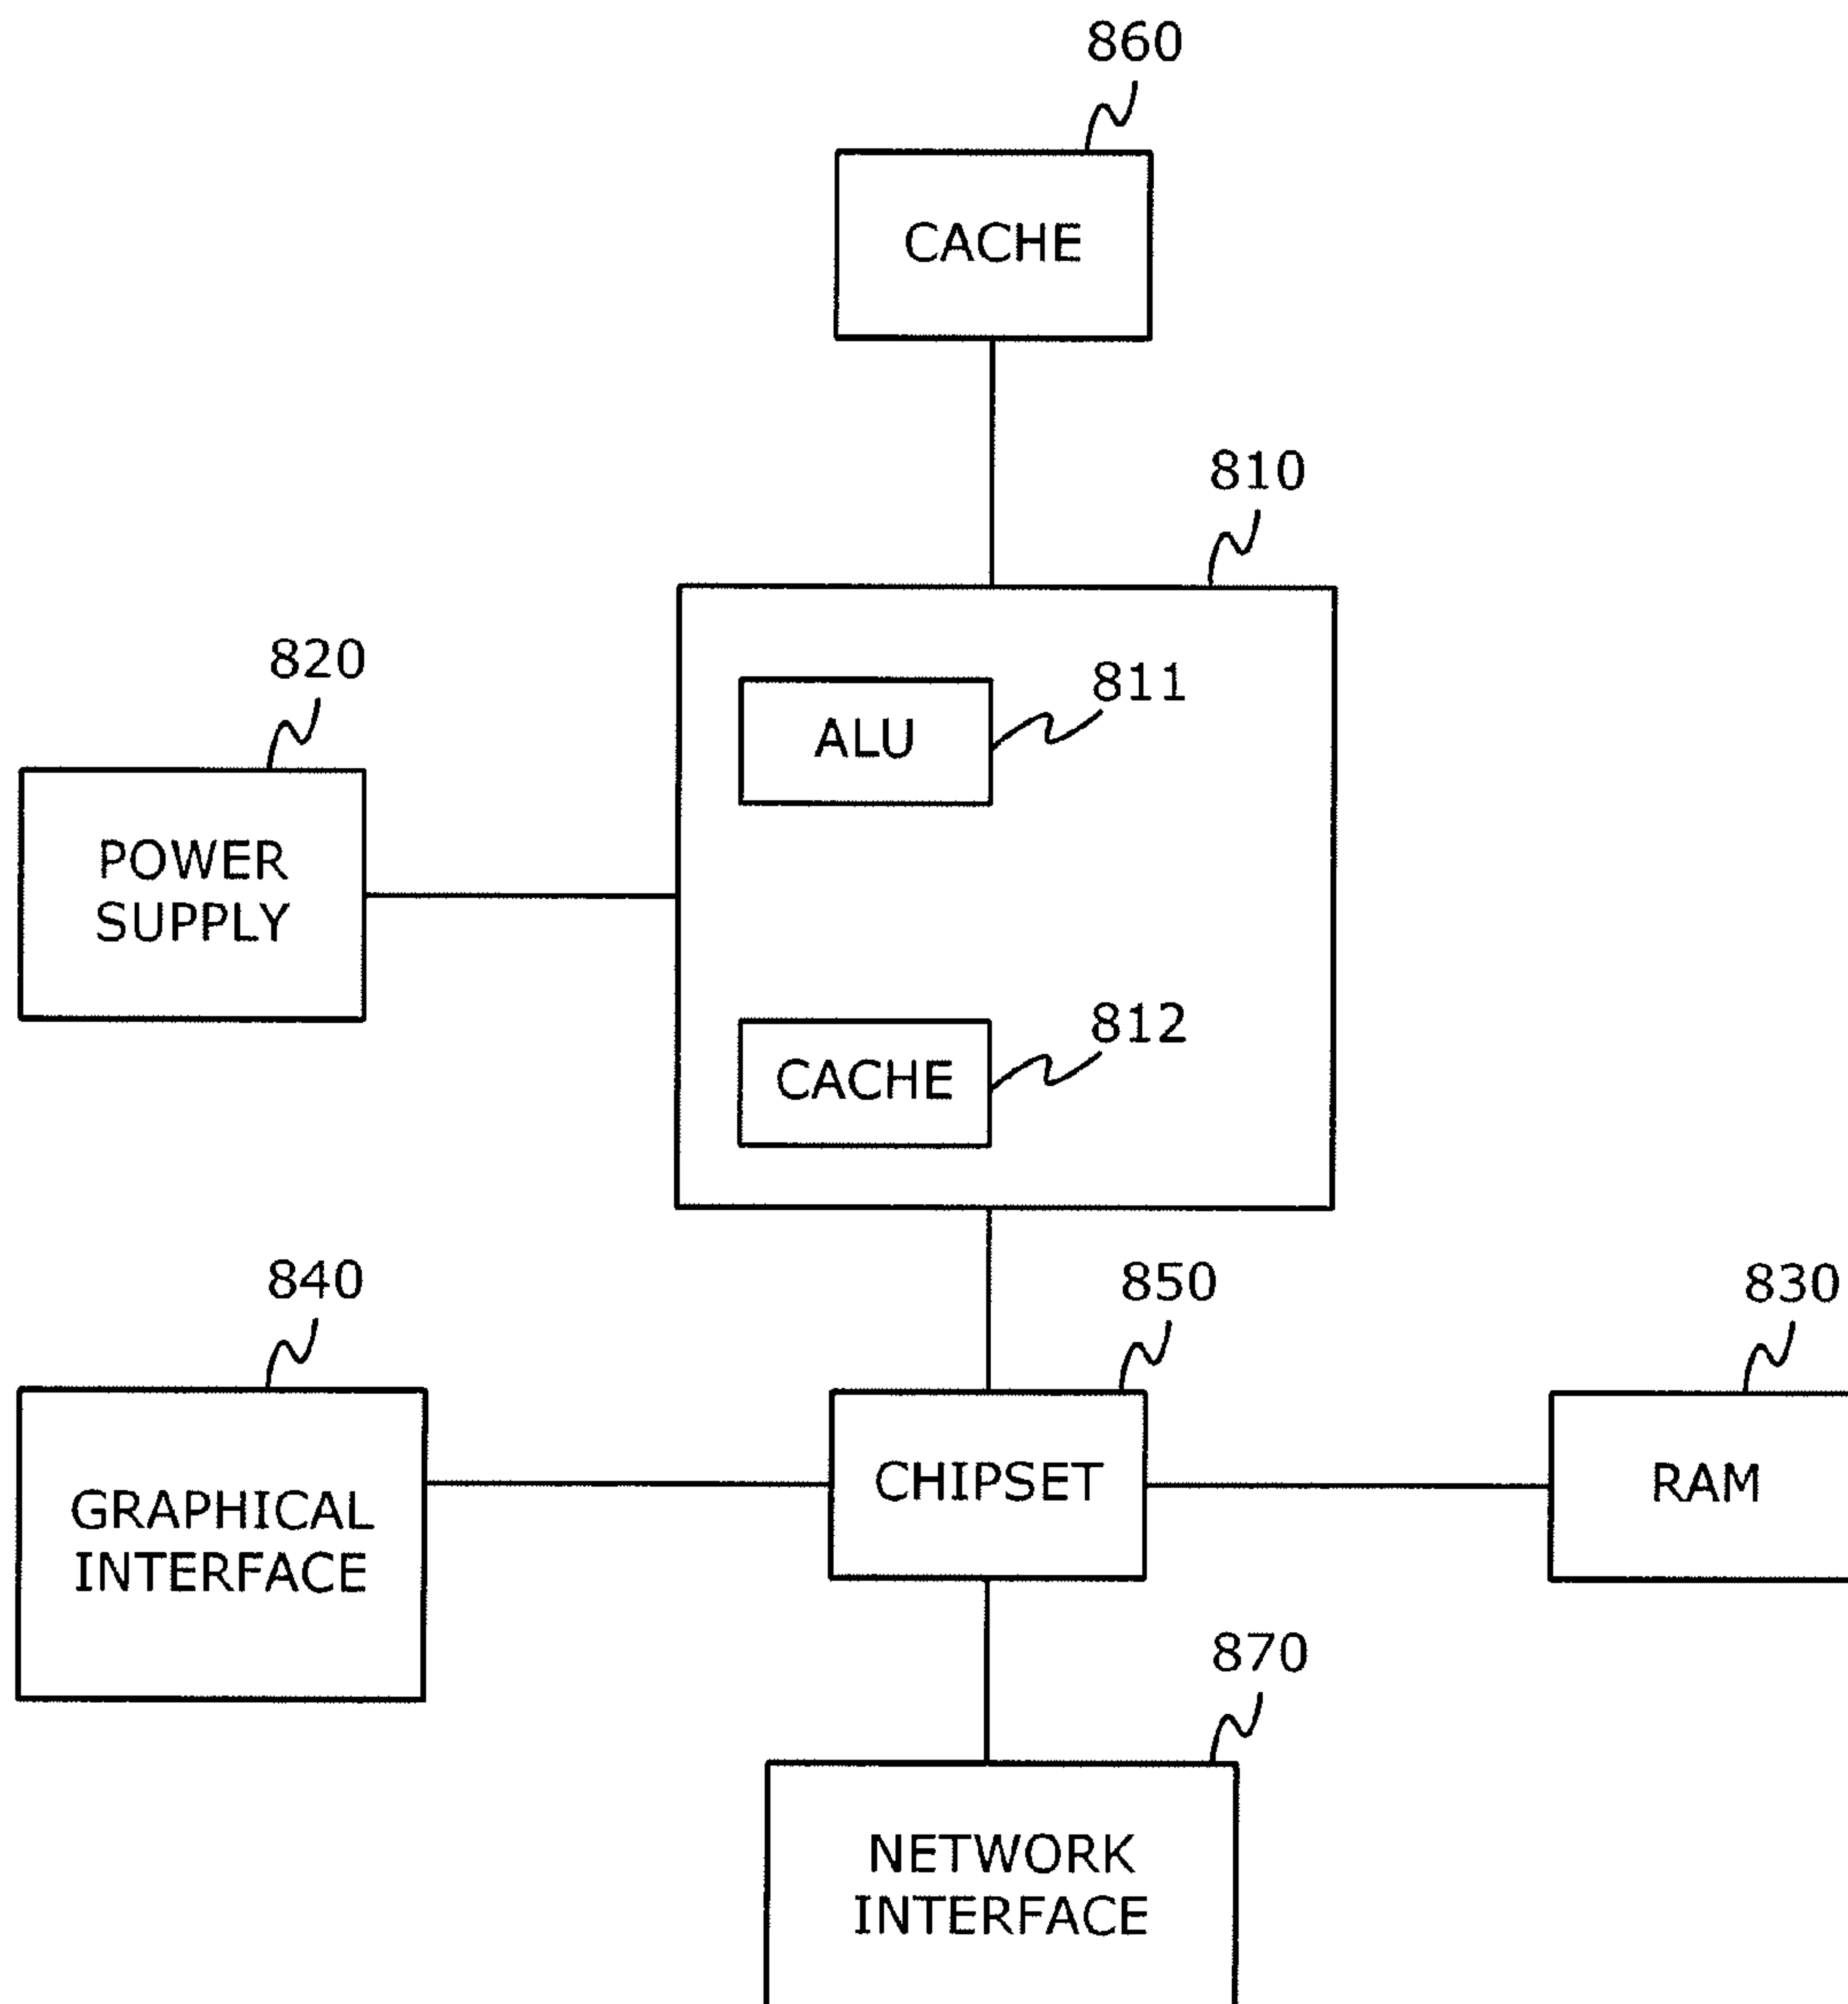 860
CACHE
810
820
811
ALU
POWER
SUPPLY
812
CACHE
840
850
830
GRAPHICAL
INTERFACE
CHIPSET
RAM
870
NETWORK
INTERFACE